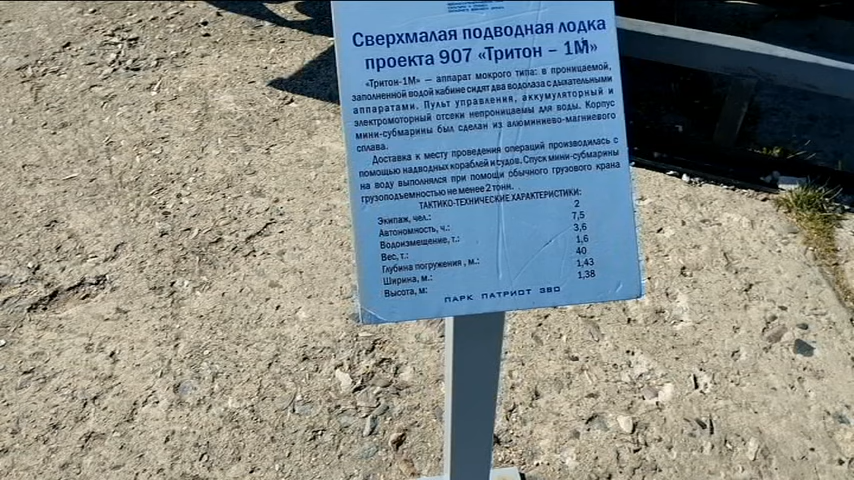 Сверхмалая подводная лодка
проекта 907 «Тритон – 1М»
«Тритон-1М» – аппарат мокрого типа: в проницаемой,
заполненной водой кабине сидят два водолаза с дыхательными
аппаратами. Пульт управления, аккумуляторный и
электромоторный отсеки непроницаемы для воды. Корпус
мини-субмарины был сделан из алюминиево-магниевого
сплава.
Доставка к месту проведения операций производилась с
помощью надводных кораблей и судов. Спуск мини-субмарины
на воду выполнялся при помощи обычного грузового крана
грузоподъемностью не менее 2 тонн.
ТАКТИКО-ТЕХНИЧЕСКИЕ ХАРАКТЕРИСТИКИ:
Экипаж, чел.: 2
Автономность, ч.: 7,5
Водоизмещение, т.: 3,6
Вес, т.: 1,6
Глубина погружения, м.: 40
Ширина, м.: 1,43
Высота, м.: 1,38
ПАРК ПАТРИОТ ЗВО